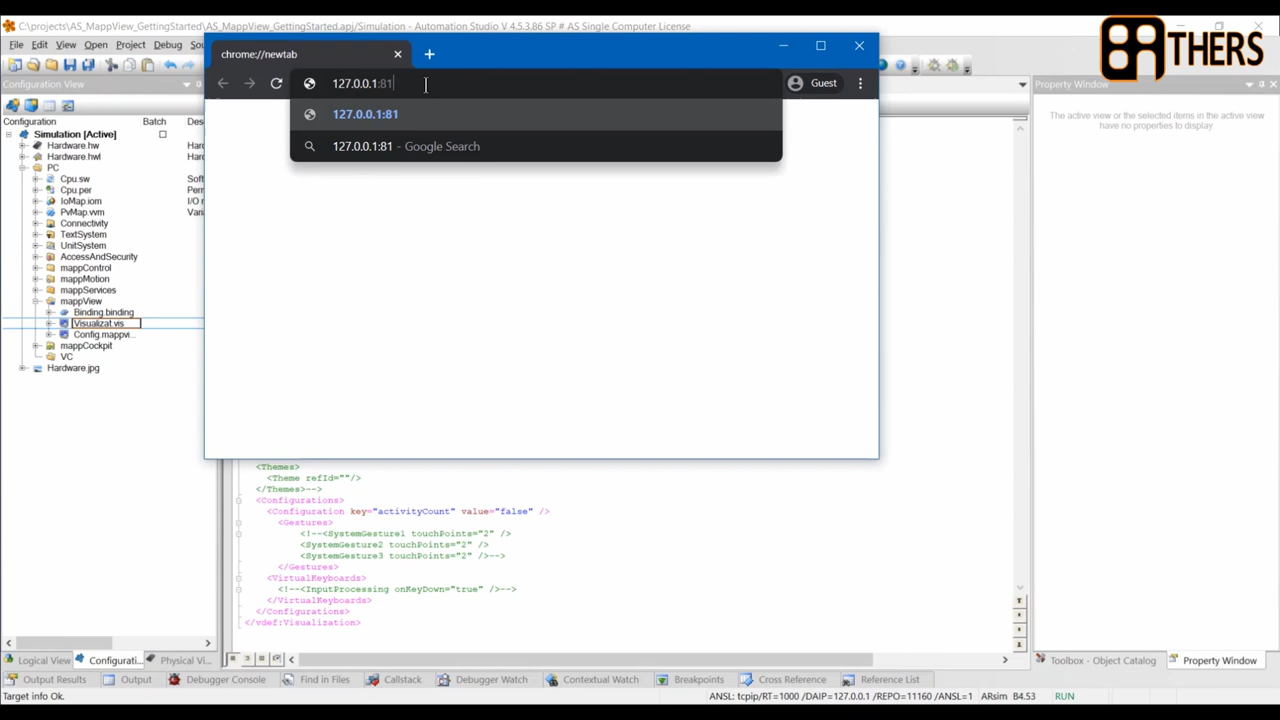 C:\projects\AS_MappView_GettingStarted\AS_MappView_GettingStarted.apj/Simulation - Automation Studio V 4.5.3.86 SP # AS Single Computer License
THERS
File Edit View Open Project Debug
chrome://newtab
127.0.0.1:81
Guest
127.0.0.1:81
127.0.0.1:81 - Google Search
Configuration View
Configuration Batch
Simulation [Active]
Hardware.hw
Hardware.hwl
PC
Cpu.sw
Cpu.per
IoMap.iom
PvMap.vvm
Connectivity
TextSystem
UnitSystem
AccessAndSecurity
mappControl
mappMotion
mappServices
mappView
Binding.binding
Visualizat.vis
Config.mappvi...
mappCockpit
VC
Hardware.jpg
Property Window
The active view or the selected items in the active view
have no properties to display
<Themes>
<Theme refId=""/>
</Themes>-->
<Configurations>
<Configuration key="activityCount" value="false" />
<Gestures>
<!--<SystemGesture1 touchPoints="2" />
<SystemGesture2 touchPoints="2" />
<SystemGesture3 touchPoints="2" />-->
</Gestures>
<VirtualKeyboards>
<!--<InputProcessing onKeyDown="true" />-->
</VirtualKeyboards>
</Configurations>
</vdef:Visualization>
Logical View Configurati... Physical Vi...
Toolbox - Object Catalog Property Window
Output Results Output Debugger Console Find in Files Callstack Debugger Watch Contextual Watch Breakpoints Cross Reference Reference List
Target info Ok.
ANSL: tcpip/RT=1000 /DAIP=127.0.0.1 /REPO=11160 /ANSL=1 ARsim B4.53 RUN